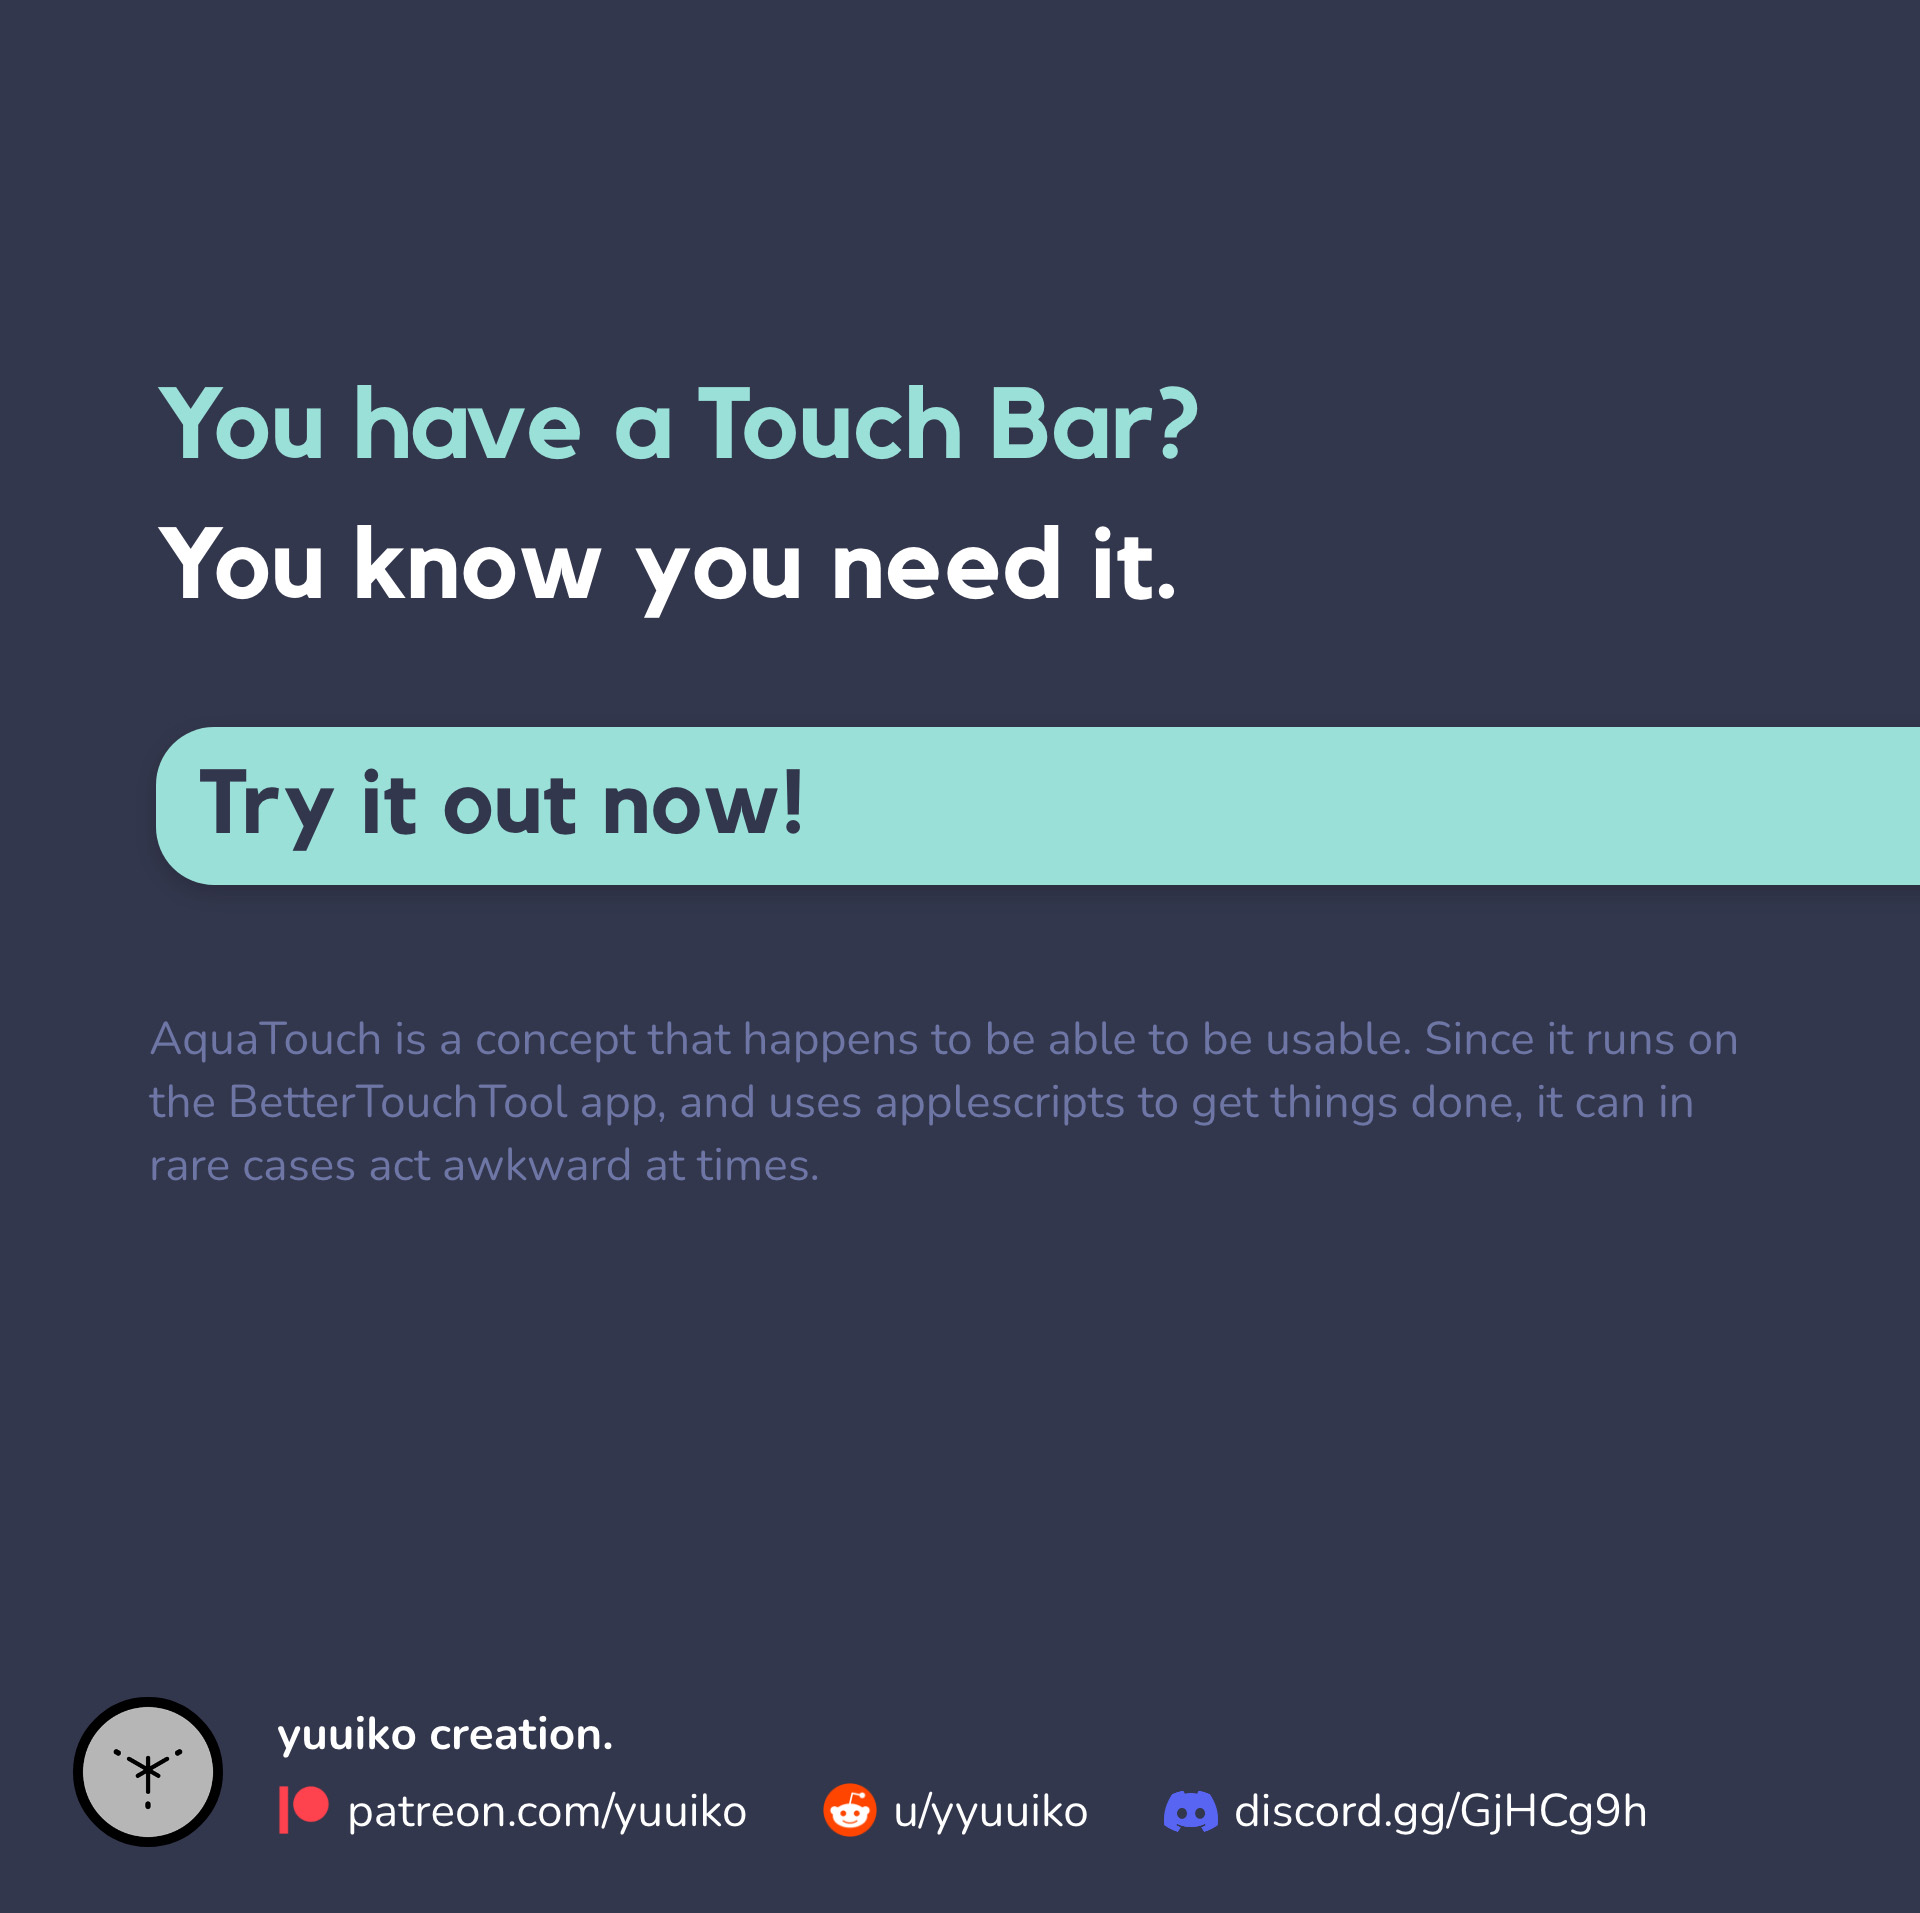 You have a Touch Bar?
You know you need it.
Try it out now!
AquaTouch is a concept that happens to be able to be usable. Since it runs on
the BetterTouchTool app, and uses applescripts to get things done, it can in
rare cases act awkward at times.
yuuiko creation.
patreon.com/yuuiko
u/yyuuiko
discord.gg/GjHCg9h